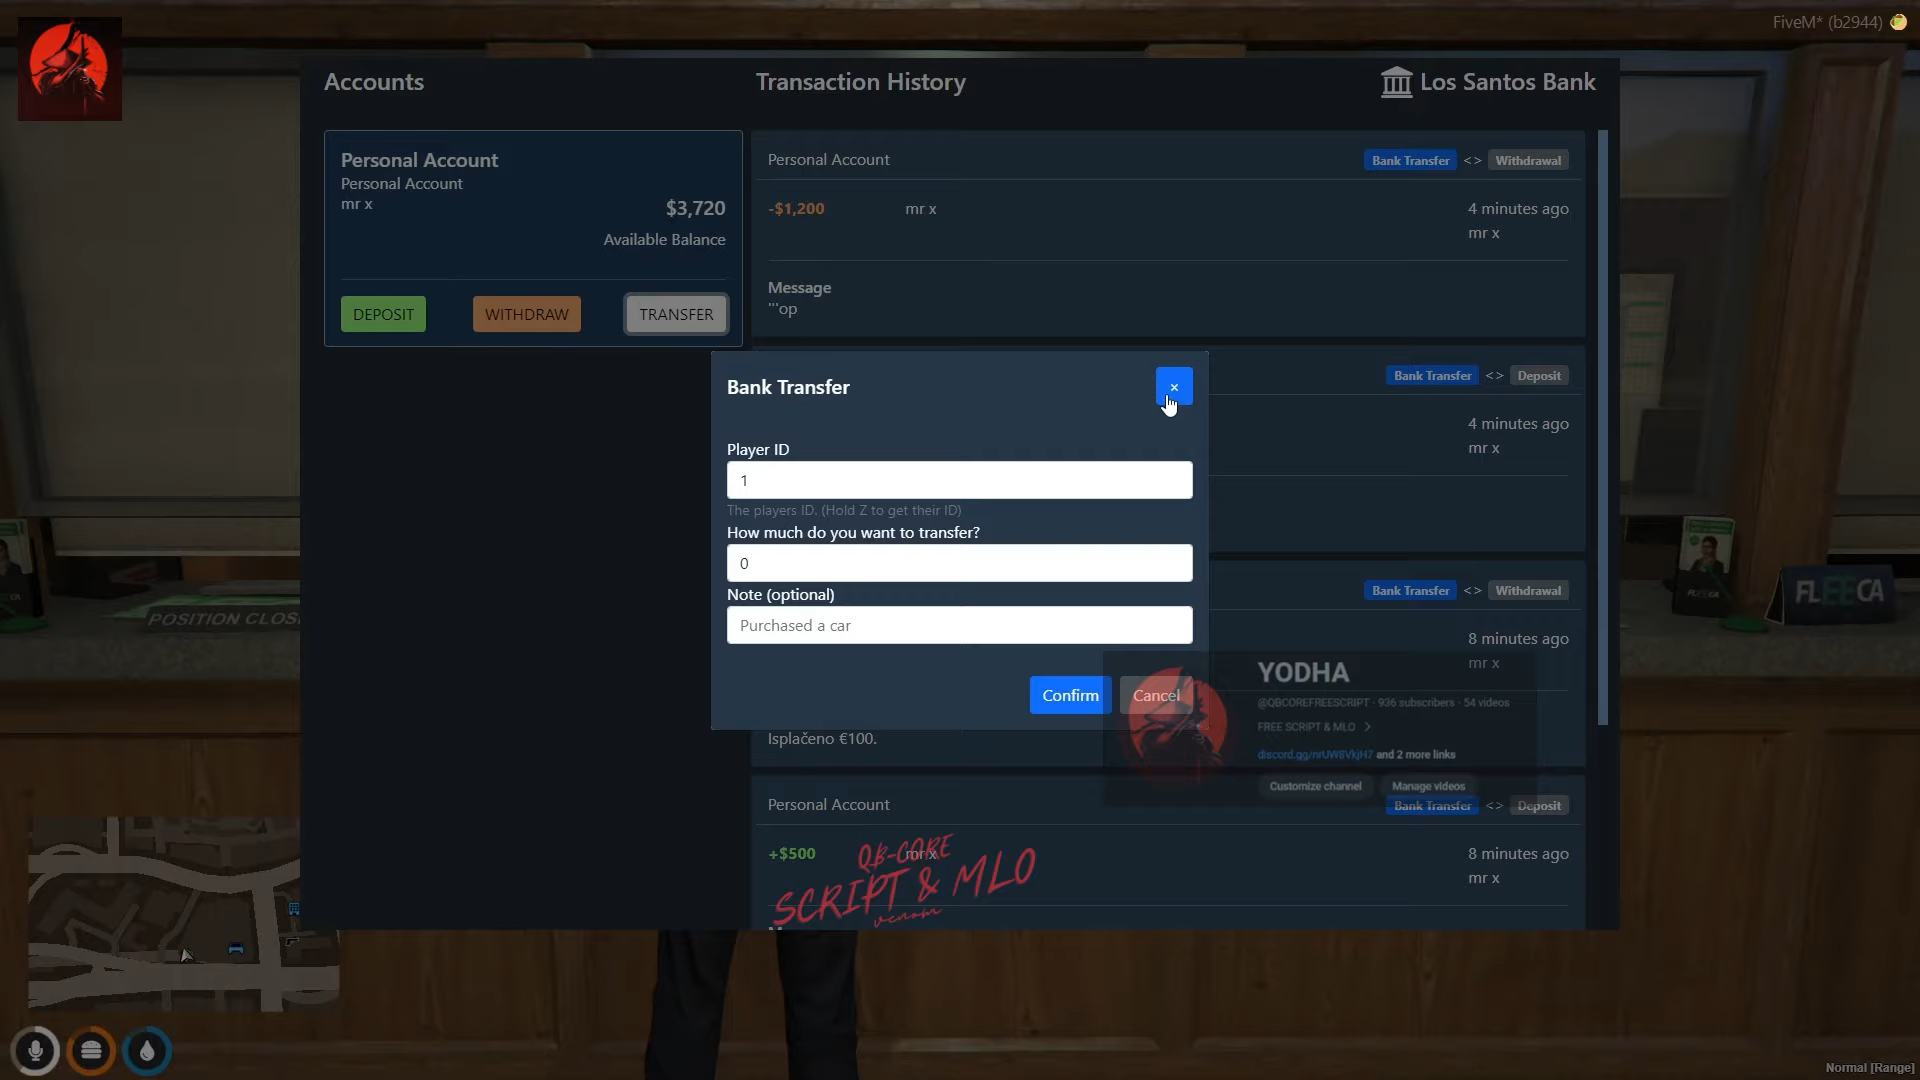 FiveM* (b2944)
Accounts
Transaction History
Los Santos Bank
Personal Account
Personal Account
mr x
$3,720
Available Balance
DEPOSIT
WITHDRAW
TRANSFER
Personal Account
Bank Transfer <> Withdrawal
-$1,200
mr x
4 minutes ago
mr x
Message
'''op
Bank Transfer <> Deposit
4 minutes ago
mr x
Bank Transfer
×
Player ID
1
The players ID. (Hold Z to get their ID)
How much do you want to transfer?
0
Note (optional)
Purchased a car
Confirm
Cancel
Bank Transfer <> Withdrawal
8 minutes ago
mr x
Isplačeno €100.
YODHA
@QBCOREFREESCRIPT · 936 subscribers · 54 videos
FREE SCRIPT & MLO >
discord.gg/nrUW8VkjH7 and 2 more links
Customize channel
Manage videos
Personal Account
Bank Transfer <> Deposit
+$500
mr x
8 minutes ago
mr x
QB-CORE
SCRIPT & MLO
venom
POSITION CLOS
FLEECA
FLEECA
Normal [Range]